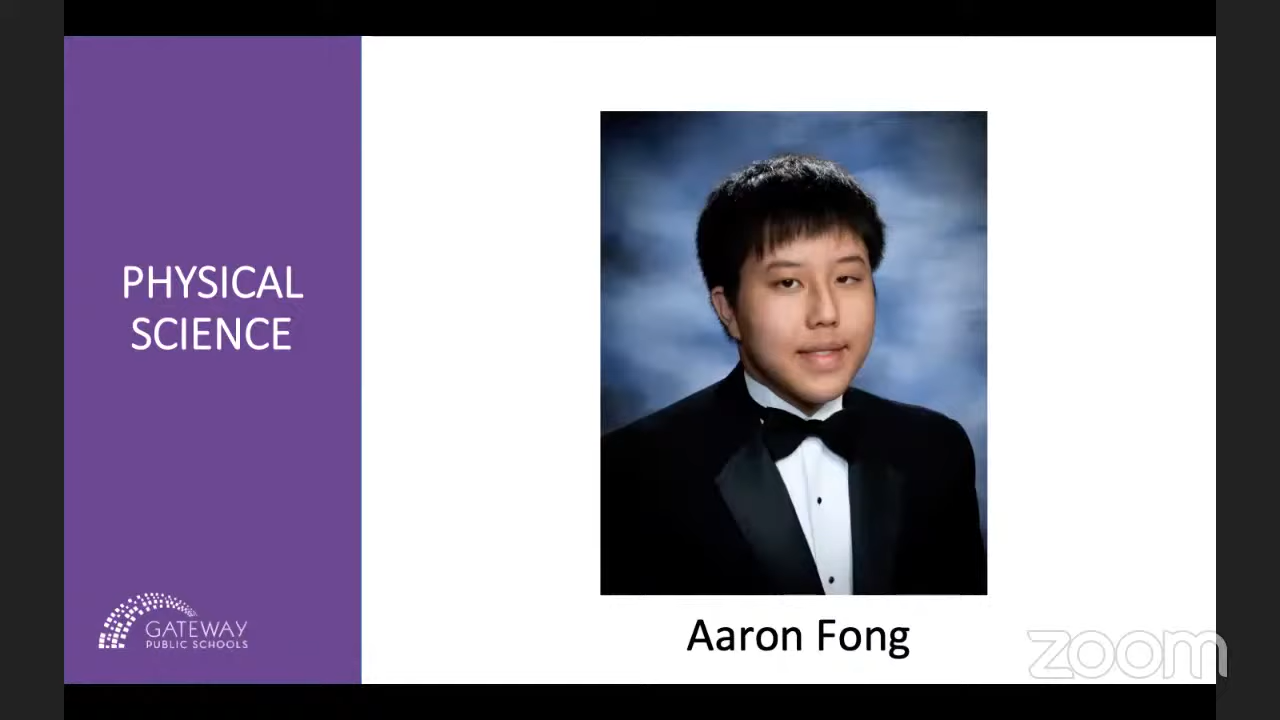 PHYSICAL
SCIENCE
GATEWAY
PUBLIC SCHOOLS
Aaron Fong
zoom